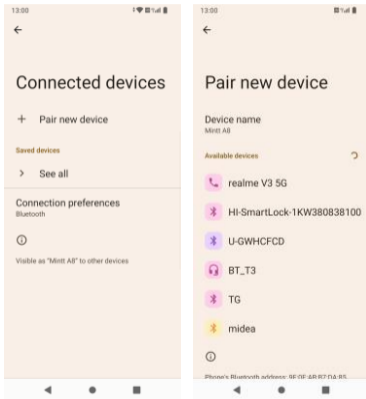 13:00
Connected devices
+ Pair new device
Saved devices
> See all
Connection preferences
Bluetooth
Visible as "Mintt A8" to other devices
13:00
Pair new device
Device name
Mintt A8
Available devices
realme V3 5G
HI-SmartLock-1KW380838100
U-GWHCFCD
BT_T3
TG
midea
Phone's Bluetooth address: